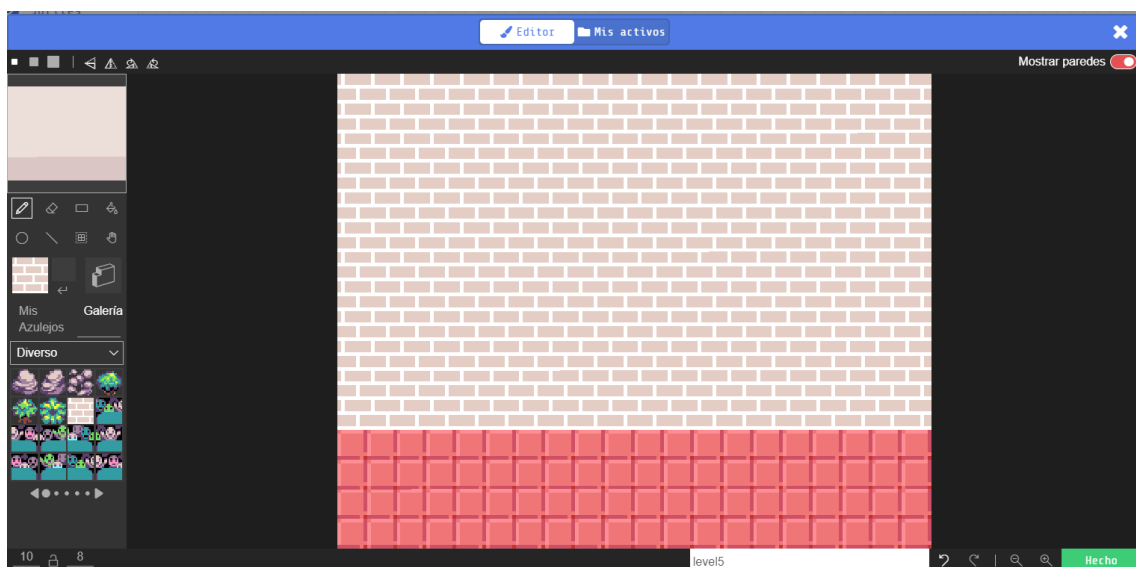 Editor
Mis activos
Mostrar paredes
Mis
Azulejos
Galería
Diverso
10
8
level5
Hecho